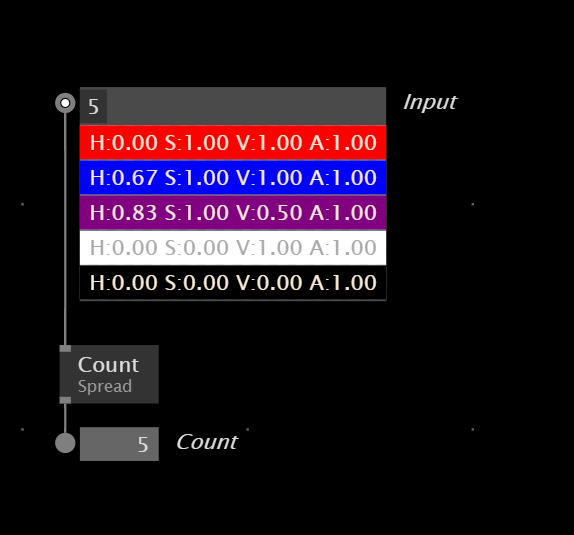 5 Input
H:0.00 S:1.00 V:1.00 A:1.00
H:0.67 S:1.00 V:1.00 A:1.00
H:0.83 S:1.00 V:0.50 A:1.00
H:0.00 S:0.00 V:1.00 A:1.00
H:0.00 S:0.00 V:0.00 A:1.00
Count
Spread
5 Count